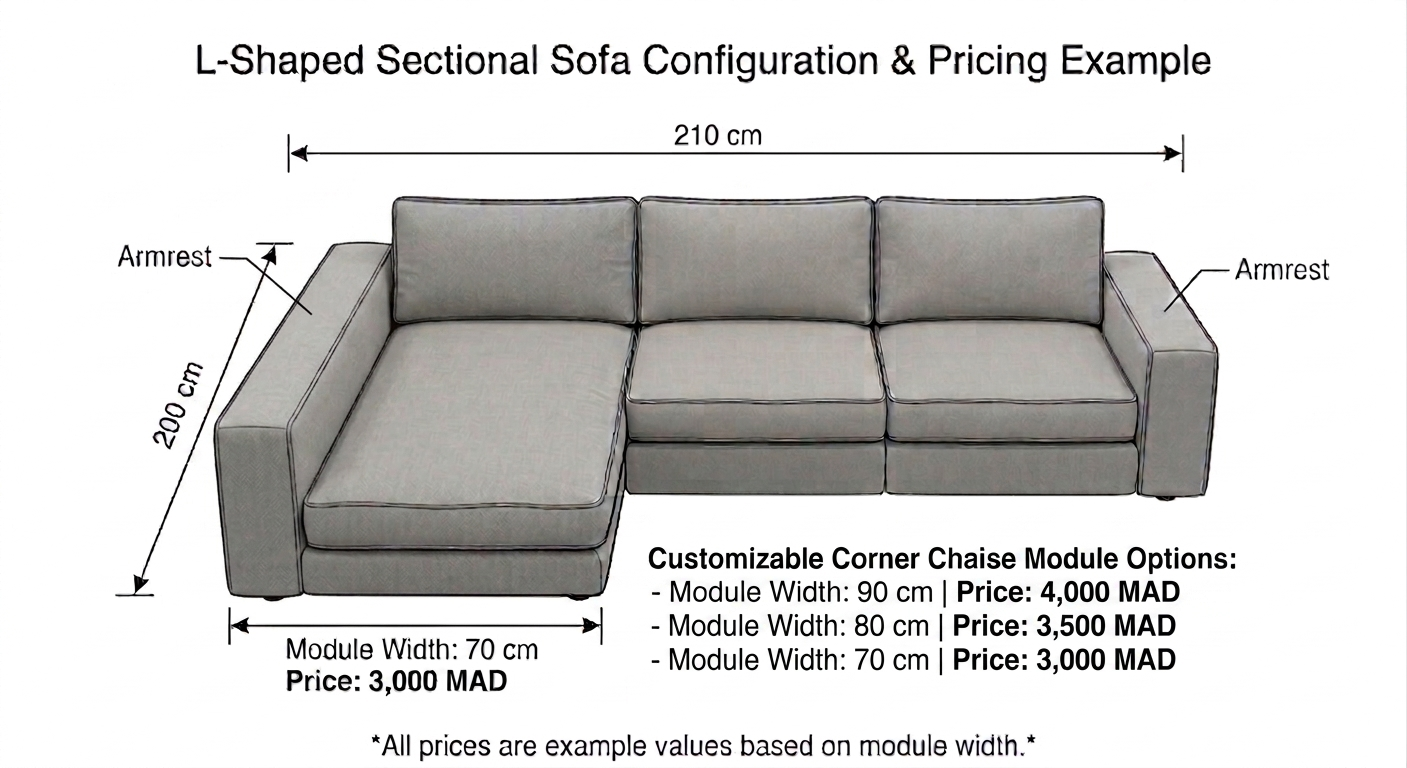 L-Shaped Sectional Sofa Configuration & Pricing Example
210 cm
Armrest
Armrest
200 cm
Customizable Corner Chaise Module Options:
- Module Width: 90 cm | Price: 4,000 MAD
- Module Width: 80 cm | Price: 3,500 MAD
- Module Width: 70 cm | Price: 3,000 MAD
Module Width: 70 cm
Price: 3,000 MAD
*All prices are example values based on module width.*